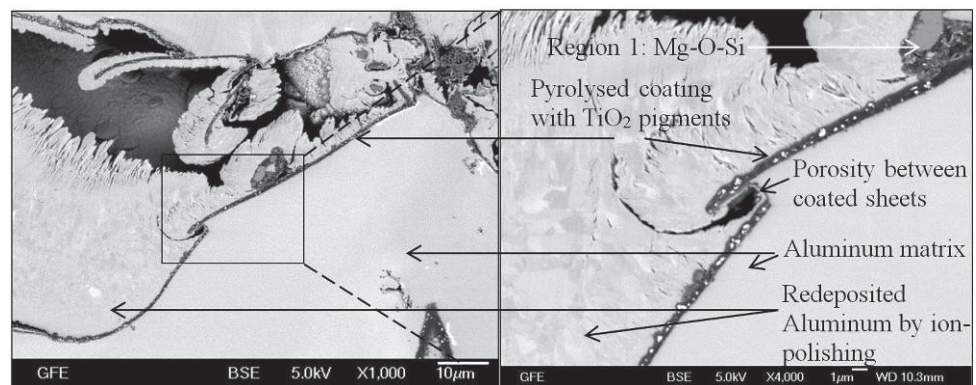 Region 1: Mg-O-Si
Pyrolysed coating
with TiO₂ pigments
Porosity between
coated sheets
Aluminum matrix
Redeposited
Aluminum by ion-
polishing
GFE BSE 5.0kV X1,000 10µm
GFE BSE 5.0kV X4,000 1µm WD 10.3mm